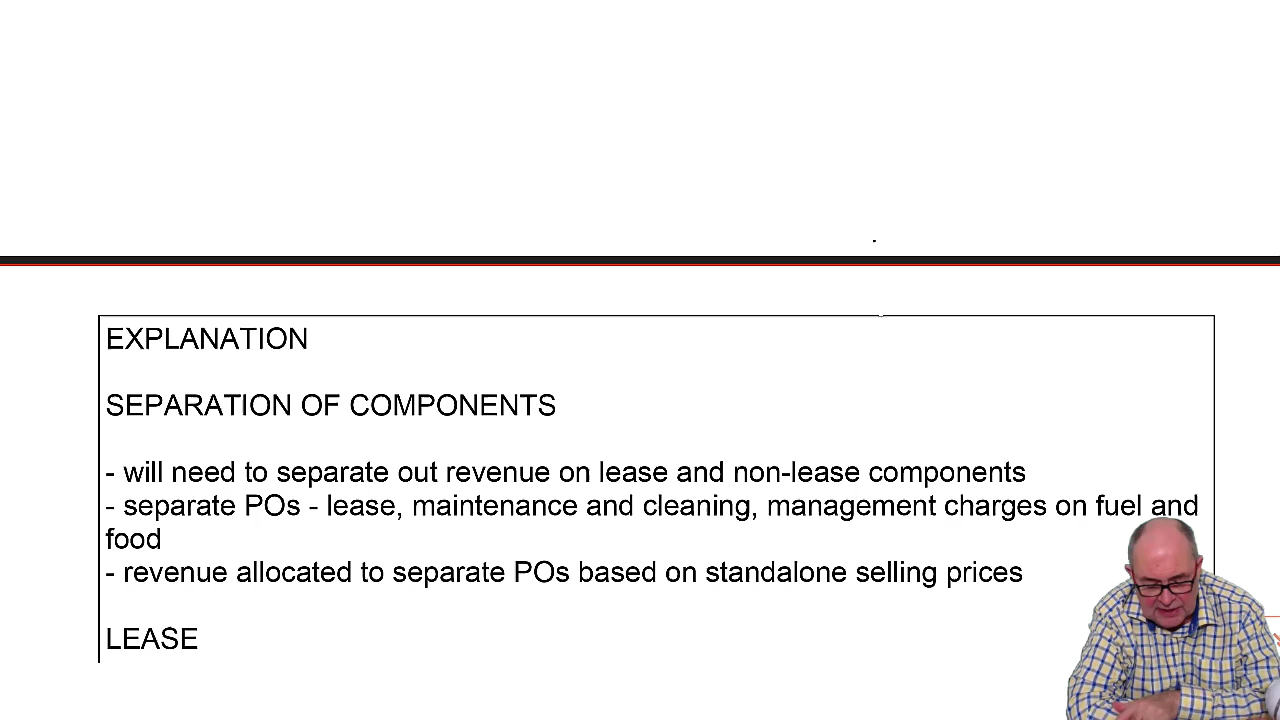 EXPLANATION
SEPARATION OF COMPONENTS
- will need to separate out revenue on lease and non-lease components
- separate POs - lease, maintenance and cleaning, management charges on fuel and
food
- revenue allocated to separate POs based on standalone selling prices
LEASE